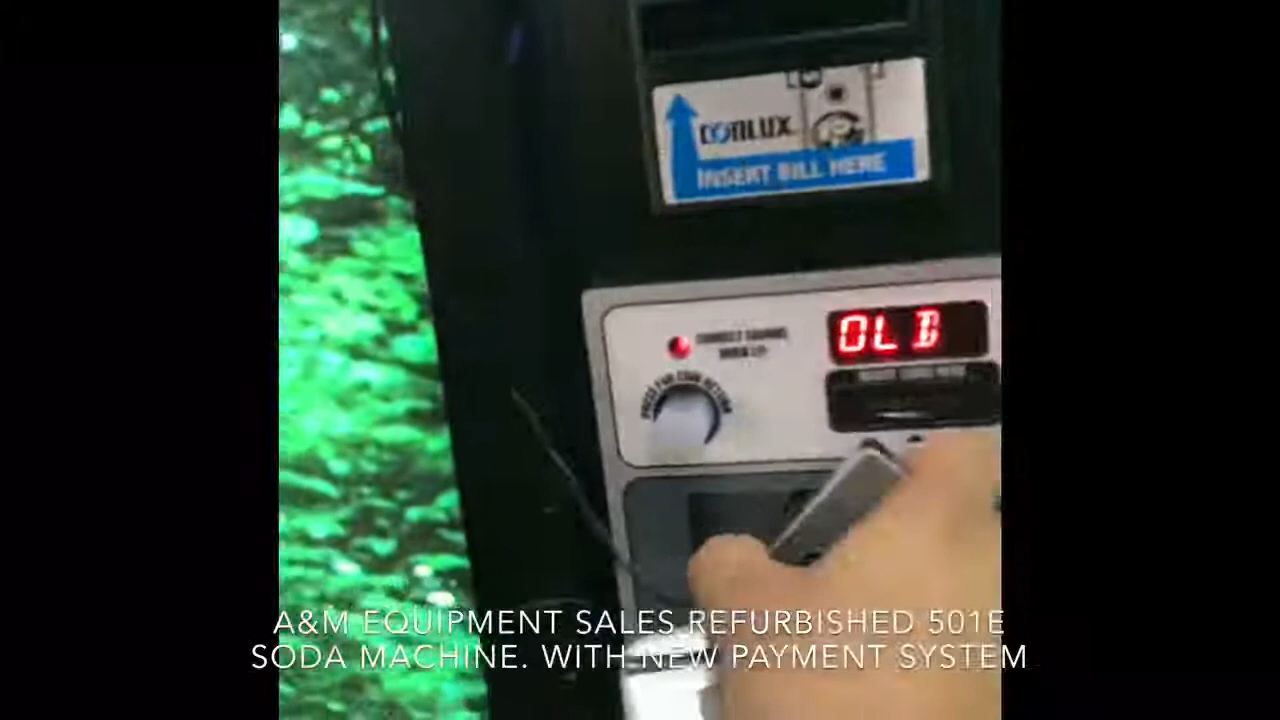 CONLUX
INSERT BILL HERE
OLD
PRESS FOR COIN RETURN
A&M EQUIPMENT SALES REFURBISHED 501E
SODA MACHINE. WITH NEW PAYMENT SYSTEM